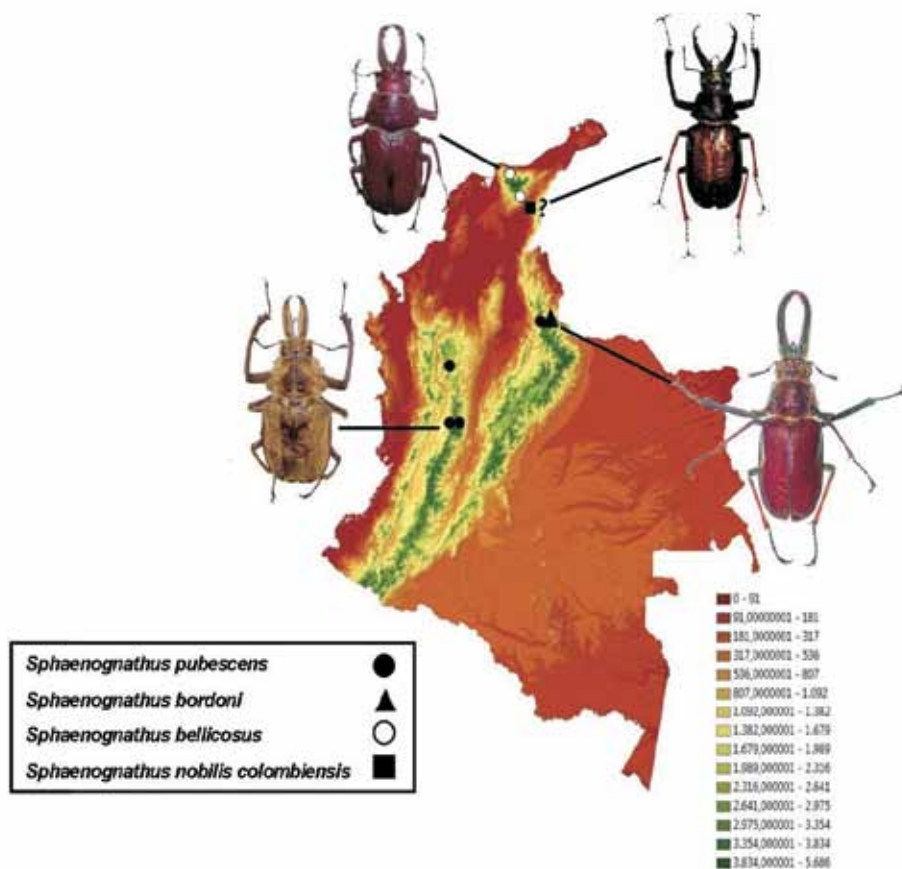 ?
0 - 91
91,00000001 - 181
181,0000001 - 317
317,0000001 - 536
536,0000001 - 807
807,0000001 - 1.092
1.092,000001 - 1.382
1.382,000001 - 1.679
1.679,000001 - 1.989
1.989,000001 - 2.316
2.316,000001 - 2.641
2.641,000001 - 2.975
2.975,000001 - 3.354
3.354,000001 - 3.834
3.834,000001 - 5.686
Sphaenognathus pubescens
Sphaenognathus bordoni
Sphaenognathus bellicosus
Sphaenognathus nobilis colombiensis